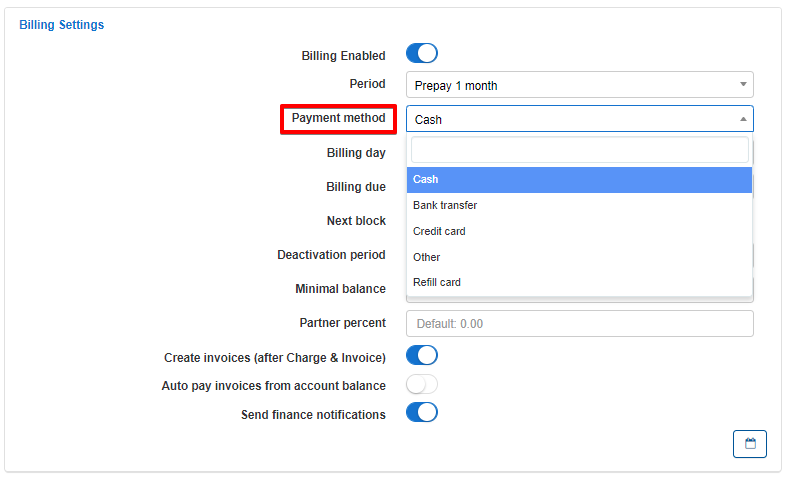 Billing Settings
Billing Enabled
Period Prepay 1 month
Payment method Cash
Billing day
Cash
Billing due
Bank transfer
Next block
Credit card
Deactivation period
Other
Minimal balance
Refill card
Partner percent Default: 0.00
Create invoices (after Charge & Invoice)
Auto pay invoices from account balance
Send finance notifications